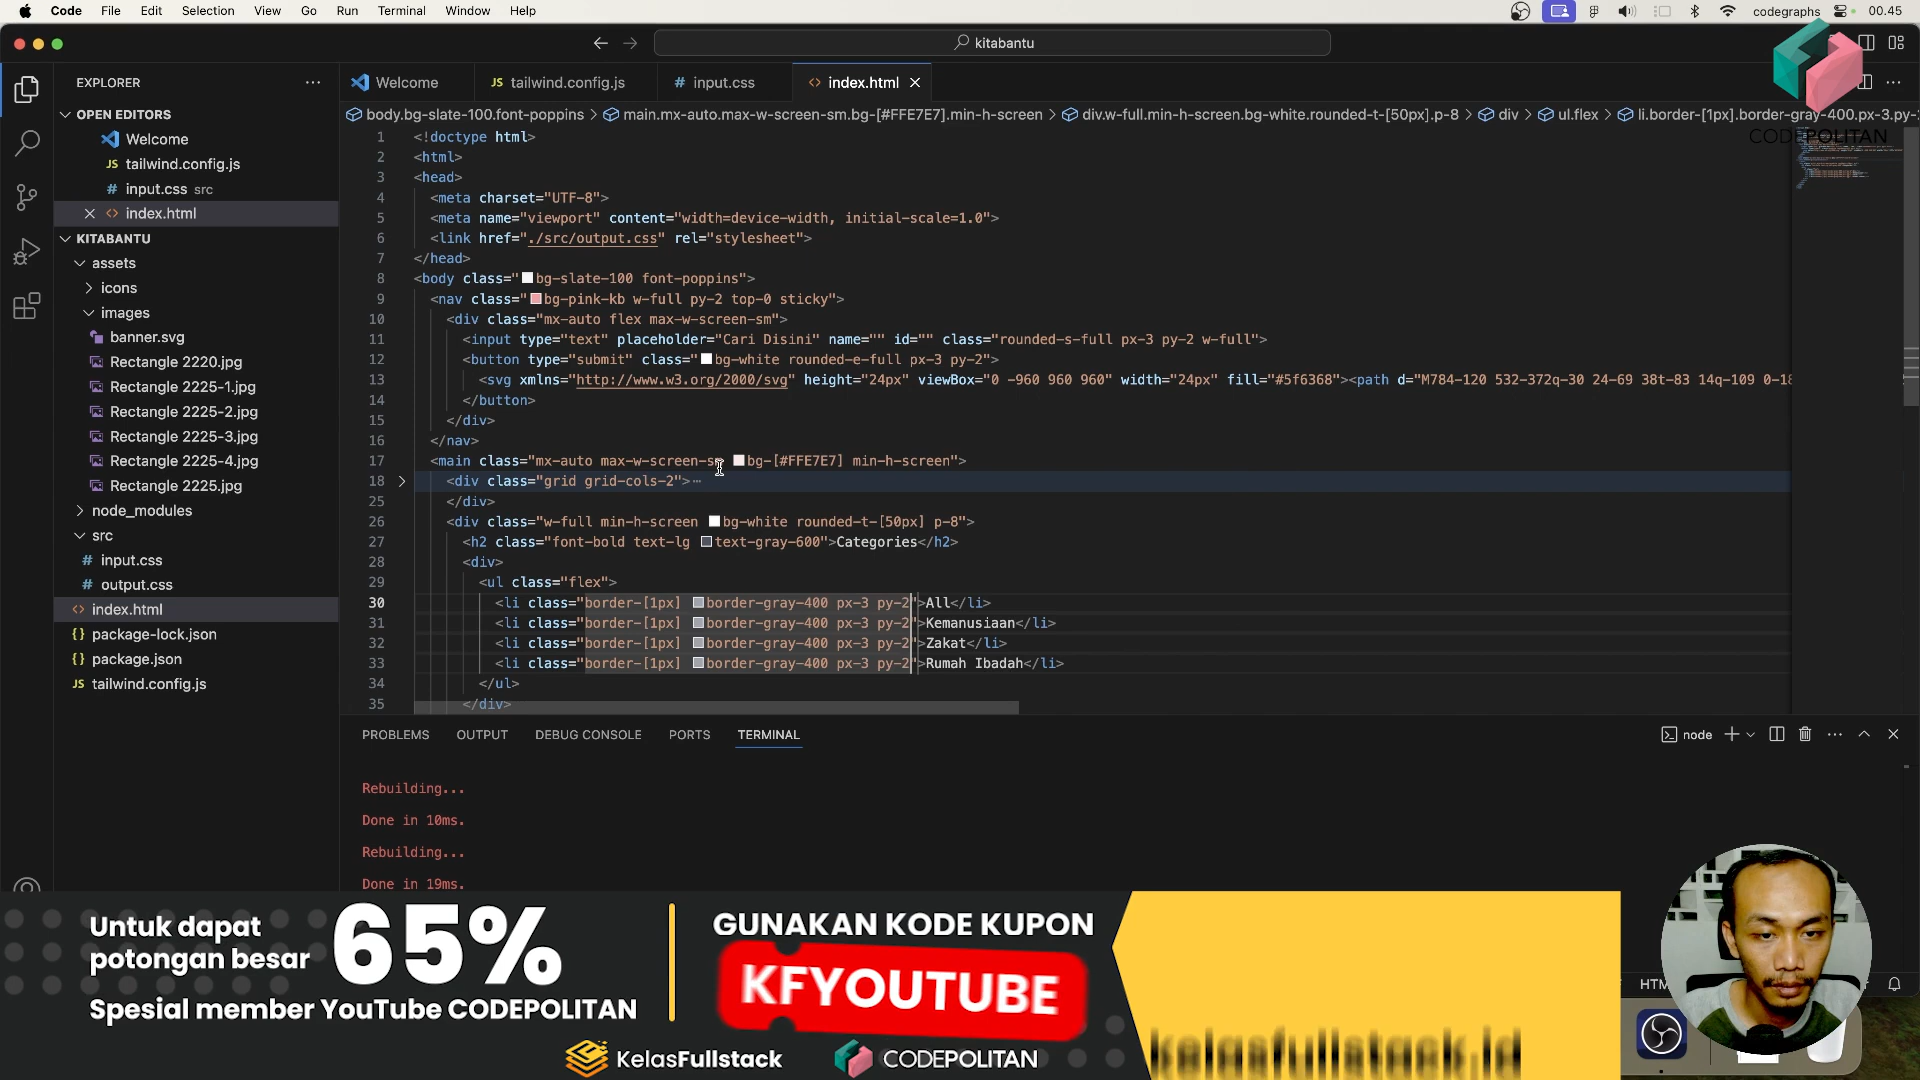 Code File Edit Selection View Go Run Terminal Window Help codegraphs 00.45
kitabantu
EXPLORER
Welcome
JS tailwind.config.js
# input.css
<> index.html
body.bg-slate-100.font-poppins > main.mx-auto.max-w-screen-sm.bg-[#FFE7E7].min-h-screen > div.w-full.min-h-screen.bg-white.rounded-t-[50px].p-8 > div > ul.flex > li.border-[1px].border-gray-400.px-3.py-
CODEPOLITAN
OPEN EDITORS
Welcome
JS tailwind.config.js
# input.css src
<> index.html
KITABANTU
assets
icons
images
banner.svg
Rectangle 2220.jpg
Rectangle 2225-1.jpg
Rectangle 2225-2.jpg
Rectangle 2225-3.jpg
Rectangle 2225-4.jpg
Rectangle 2225.jpg
node_modules
src
# input.css
# output.css
<> index.html
{} package-lock.json
{} package.json
JS tailwind.config.js
1 <!doctype html>
2 <html>
3 <head>
4 <meta charset="UTF-8">
5 <meta name="viewport" content="width=device-width, initial-scale=1.0">
6 <link href="./src/output.css" rel="stylesheet">
7 </head>
8 <body class="bg-slate-100 font-poppins">
9 <nav class="bg-pink-kb w-full py-2 top-0 sticky">
10 <div class="mx-auto flex max-w-screen-sm">
11 <input type="text" placeholder="Cari Disini" name="" id="" class="rounded-s-full px-3 py-2 w-full">
12 <button type="submit" class="bg-white rounded-e-full px-3 py-2">
13 <svg xmlns="http://www.w3.org/2000/svg" height="24px" viewBox="0 -960 960 960" width="24px" fill="#5f6368"><path d="M784-120 532-372q-30 24-69 38t-83 14q-109 0-18
14 </button>
15 </div>
16 </nav>
17 <main class="mx-auto max-w-screen-sm bg-[#FFE7E7] min-h-screen">
18 <div class="grid grid-cols-2">⋯
25 </div>
26 <div class="w-full min-h-screen bg-white rounded-t-[50px] p-8">
27 <h2 class="font-bold text-lg text-gray-600">Categories</h2>
28 <div>
29 <ul class="flex">
30 <li class="border-[1px] border-gray-400 px-3 py-2">All</li>
31 <li class="border-[1px] border-gray-400 px-3 py-2">Kemanusiaan</li>
32 <li class="border-[1px] border-gray-400 px-3 py-2">Zakat</li>
33 <li class="border-[1px] border-gray-400 px-3 py-2">Rumah Ibadah</li>
34 </ul>
35 </div>
PROBLEMS OUTPUT DEBUG CONSOLE PORTS TERMINAL
node
Rebuilding...
Done in 10ms.
Rebuilding...
Done in 19ms.
HTM
Untuk dapat
potongan besar
65%
Spesial member YouTube CODEPOLITAN
GUNAKAN KODE KUPON
KFYOUTUBE
KelasFullstack
CODEPOLITAN
kelasfullstack.id